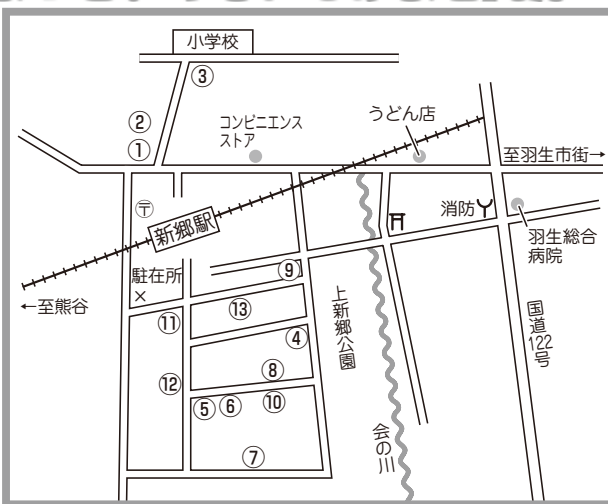 小学校
③
②
①
コンビニエンス
ストア
うどん店
至羽生市街→
〒
新郷駅
消防
羽生総合
病院
駐在所
←至熊谷
⑨
⑪
⑬
④
上新郷公園
国道122号
⑫
⑧
⑤
⑥
⑩
⑦
会の川